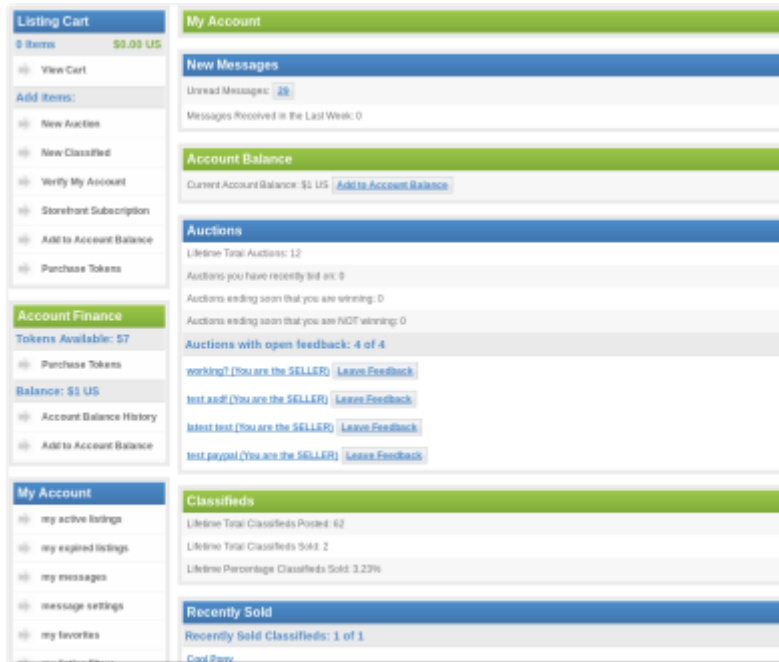 Listing Cart
0 Items $0.00 US
View Cart
Add Items:
New Auction
New Classified
Verify My Account
Storefront Subscription
Add to Account Balance
Purchase Tokens
Account Finance
Tokens Available: 57
Purchase Tokens
Balance: $1 US
Account Balance History
Add to Account Balance
My Account
my active listings
my expired listings
my messages
message settings
my favorites
My Account
New Messages
Unread Messages: 29
Messages Received in the Last Week: 0
Account Balance
Current Account Balance: $1 US Add to Account Balance
Auctions
Lifetime Total Auctions: 12
Auctions you have recently bid on: 0
Auctions ending soon that you are winning: 0
Auctions ending soon that you are NOT winning: 0
Auctions with open feedback: 4 of 4
working? (You are the SELLER) Leave Feedback
test asdf (You are the SELLER) Leave Feedback
latest test (You are the SELLER) Leave Feedback
test paypal (You are the SELLER) Leave Feedback
Classifieds
Lifetime Total Classifieds Posted: 62
Lifetime Total Classifieds Sold: 2
Lifetime Percentage Classifieds Sold: 3.23%
Recently Sold
Recently Sold Classifieds: 1 of 1
Cool Pony